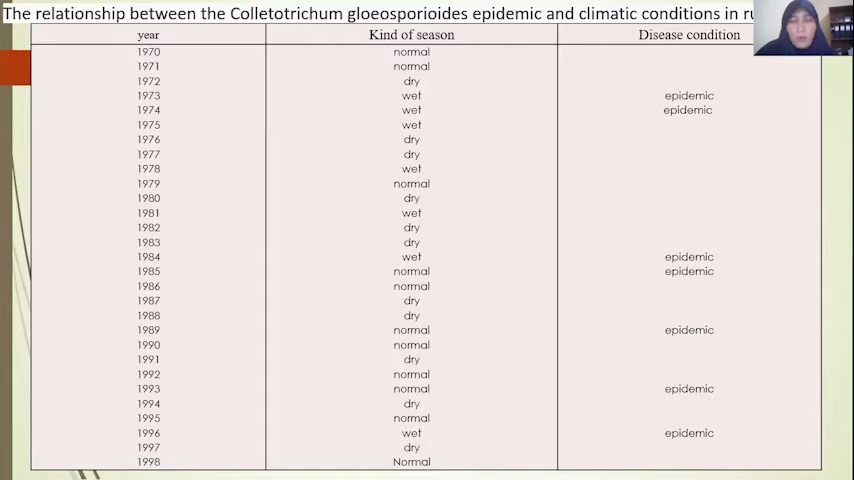 The relationship between the Colletotrichum gloeosporioides epidemic and climatic conditions in
year Kind of season Disease condition
1970 normal
1971 normal
1972 dry
1973 wet epidemic
1974 wet epidemic
1975 wet
1976 dry
1977 dry
1978 wet
1979 normal
1980 dry
1981 wet
1982 dry
1983 dry
1984 wet epidemic
1985 normal epidemic
1986 normal
1987 dry
1988 dry
1989 normal epidemic
1990 normal
1991 dry
1992 normal
1993 normal epidemic
1994 dry
1995 normal
1996 wet epidemic
1997 dry
1998 Normal